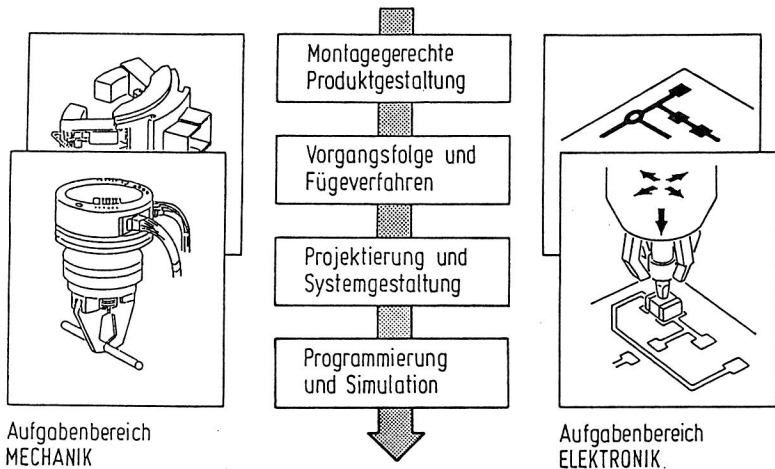 Montagegerechte
Produktgestaltung
Vorgangsfolge und
Fügeverfahren
Projektierung und
Systemgestaltung
Programmierung
und Simulation
Aufgabenbereich
MECHANIK
Aufgabenbereich
ELEKTRONIK.